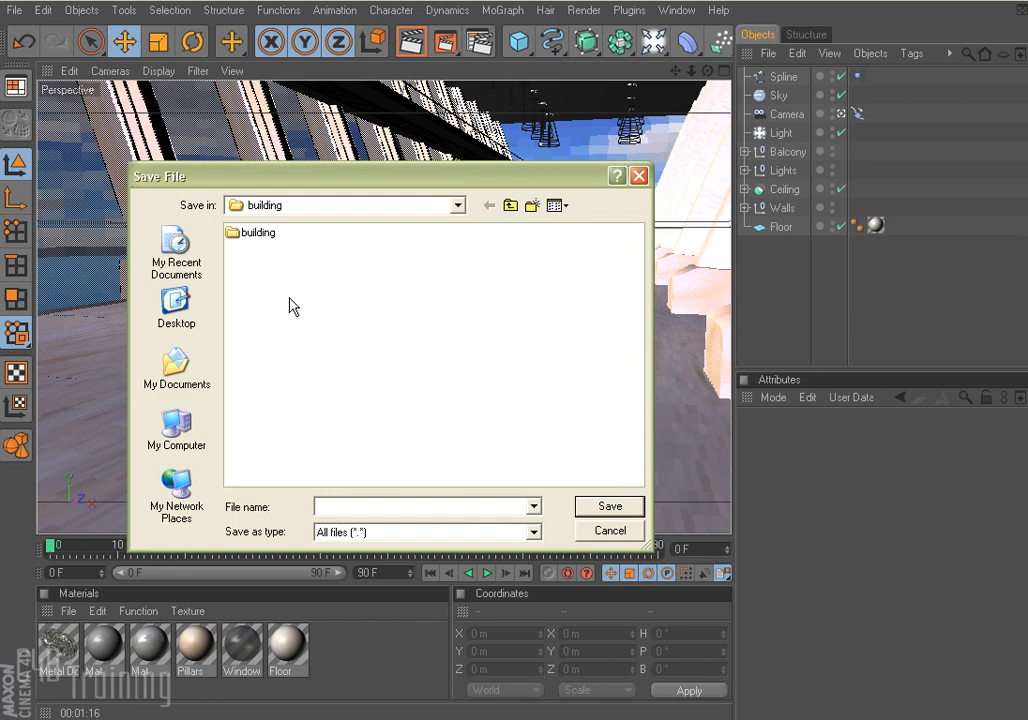 File Edit Objects Tools Selection Structure Functions Animation Character Dynamics MoGraph Hair Render Plugins Window Help
X Y Z
Objects Structure
File Edit View Objects Tags
Edit Cameras Display Filter View
Perspective
Spline
Sky
Camera
Light
Balcony
Lights
Ceiling
Walls
Floor
Save File
Save in: building
building
My Recent
Documents
Desktop
My Documents
My Computer
My Network
Places
File name:
Save
Save as type: All files (*.*)
Cancel
Attributes
Mode Edit User Data
0 10 0 F
0 F 0 F 90 F 90 F
Materials
File Edit Function Texture
Mat Mat Pillars Window Floor
Training
MAXON
CINEMA 4D
00:01:16
Coordinates
-- -- --
X 0 m X 0 m H 0 °
Y 0 m Y 0 m P 0 °
Z 0 m Z 0 m B 0 °
World Scale Apply